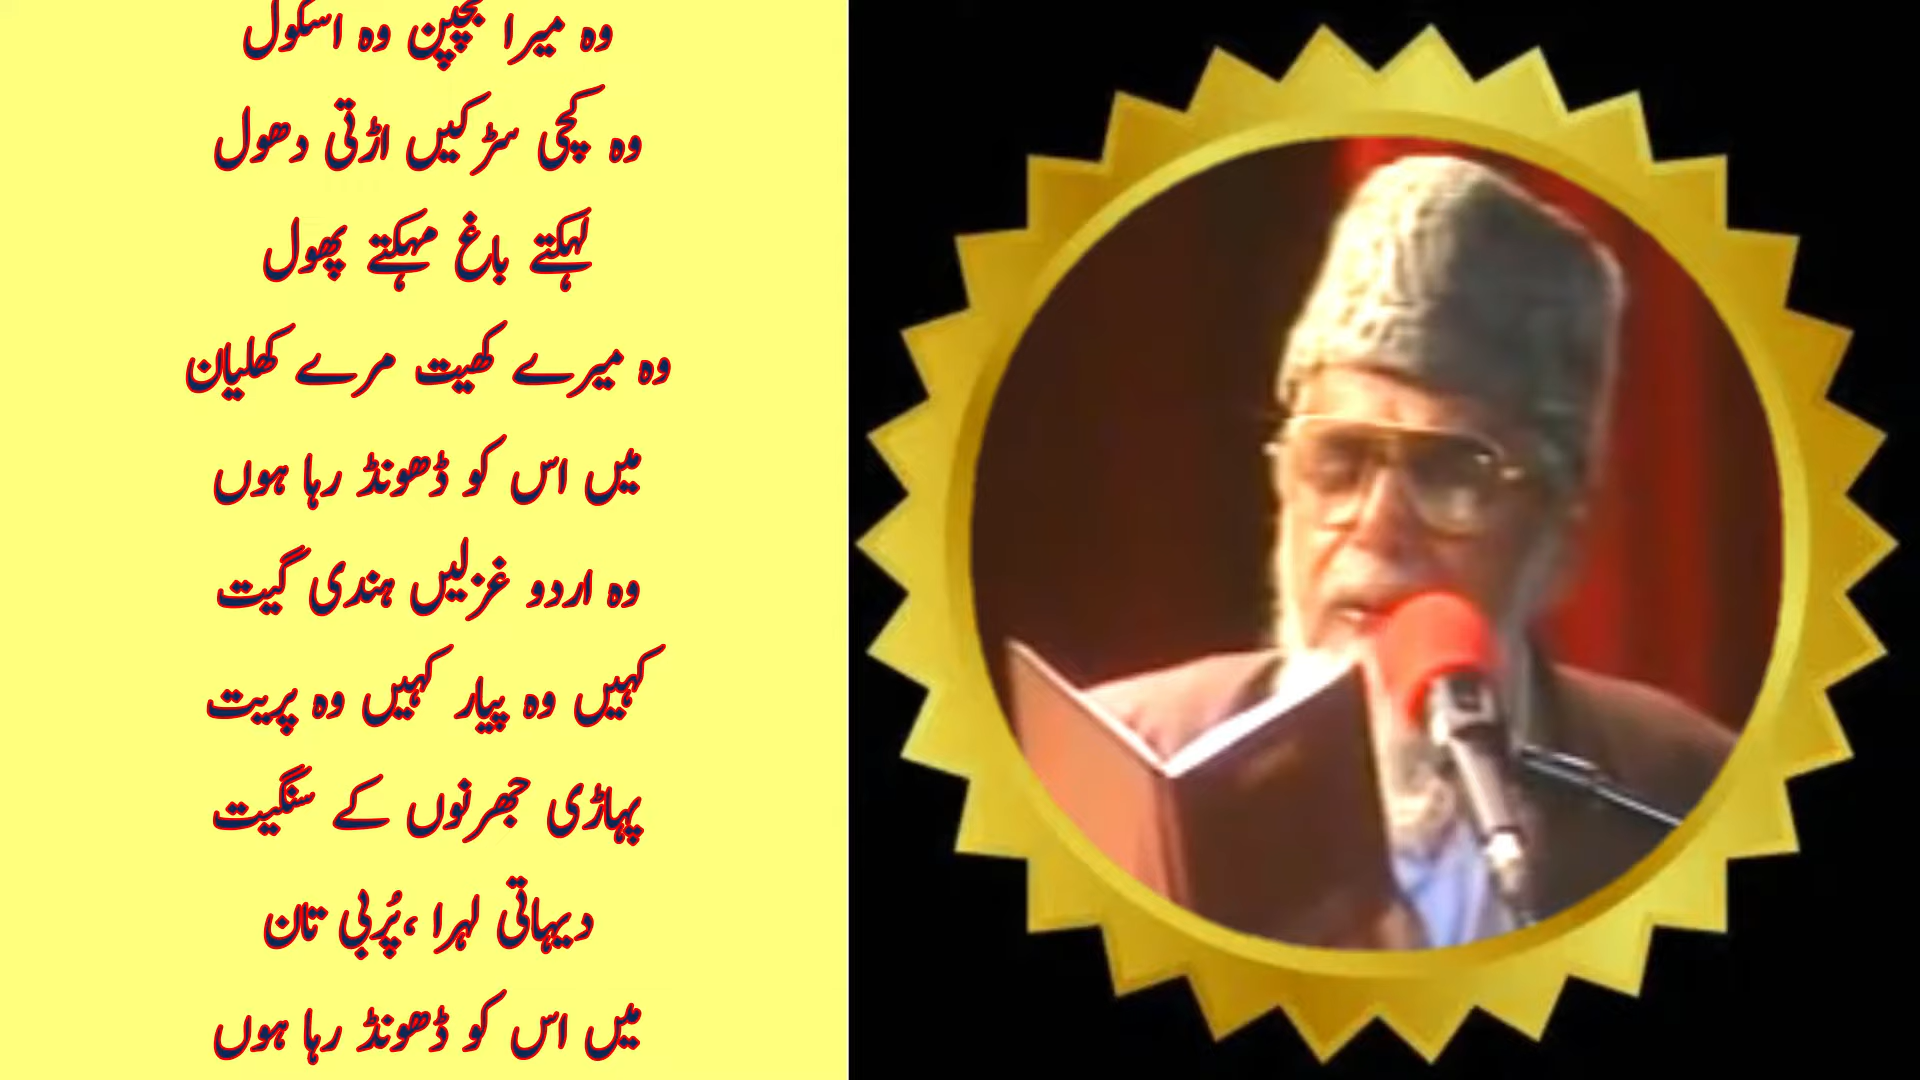 وہ میرا بچپن وہ اسکول
وہ کچی سڑکیں اڑتی دھول
لہکتے باغ مہکتے پھول
وہ میرے کھیت مرے کھلیان
میں اس کو ڈھونڈ رہا ہوں
وہ اردو غزلیں ہندی گیت
کہیں وہ پیار کہیں وہ پریت
پہاڑی جھرنوں کے سنگیت
دیہاتی لہرا ،پُربی تان
میں اس کو ڈھونڈ رہا ہوں